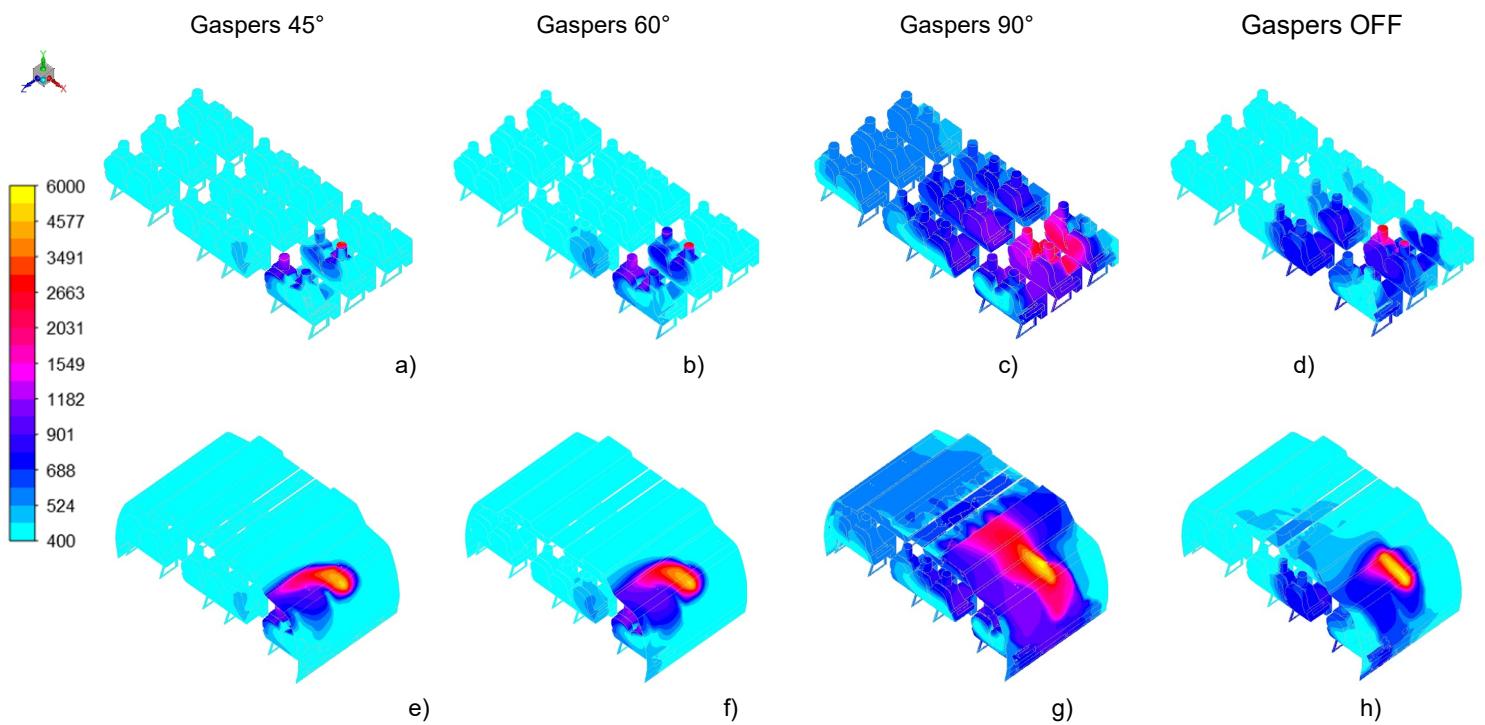 Gaspers 45° Gaspers 60° Gaspers 90° Gaspers OFF
Y
Z X
6000
4577
3491
2663
2031
1549
1182
901
688
524
400
a) b) c) d)
e) f) g) h)